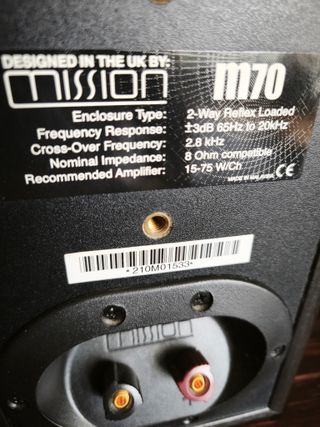 DESIGNED IN THE UK BY:
mission m70
Enclosure Type: 2-Way Reflex Loaded
Frequency Response: ±3dB 65Hz to 20kHz
Cross-Over Frequency: 2.8 kHz
Nominal Impedance: 8 Ohm compatible
Recommended Amplifier: 15-75 W/Ch
MADE IN
CE
*210M01533*
mission